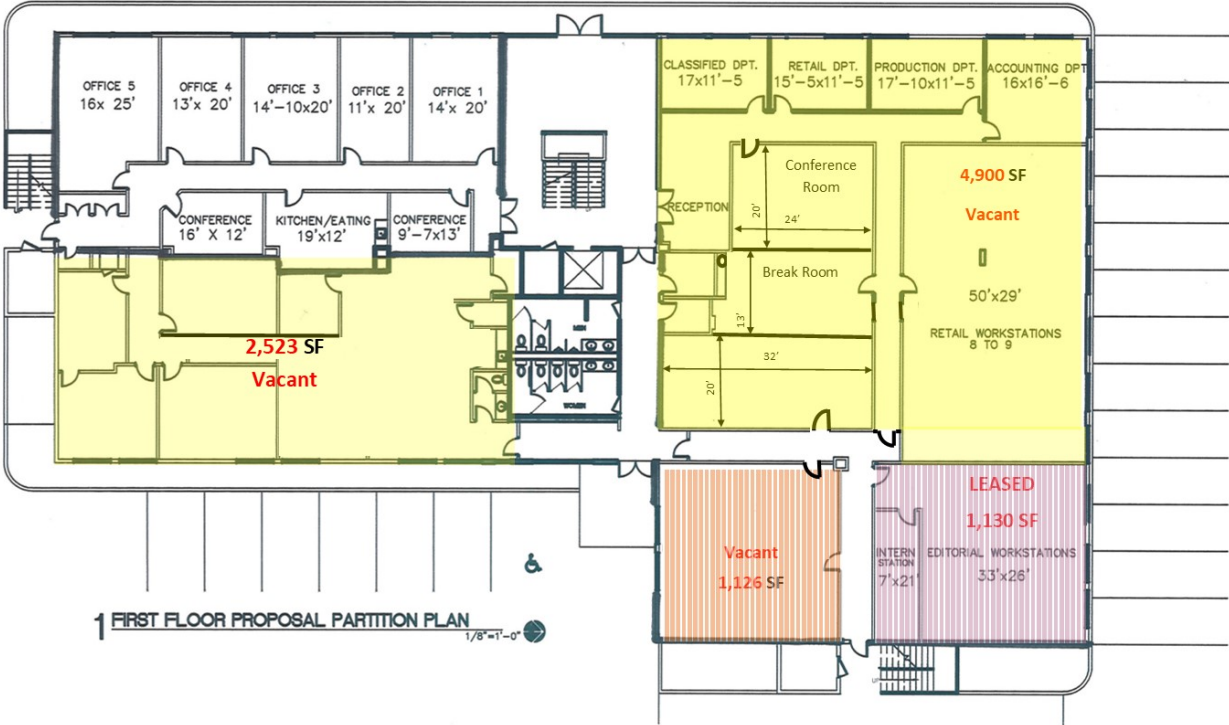 OFFICE 5
16x 25'
OFFICE 4
13'x 20'
OFFICE 3
14'-10x20'
OFFICE 2
11'x 20'
OFFICE 1
14'x 20'
CLASSIFIED DPT.
17x11'-5
RETAIL DPT.
15'-5x11'-5
PRODUCTION DPT.
17'-10x11'-5
ACCOUNTING DPT
16x16'-6
CONFERENCE
16' X 12'
KITCHEN/EATING
19'x12'
CONFERENCE
9'-7x13'
RECEPTION
Conference
Room
20'
24'
4,900 SF
Vacant
Break Room
13'
50'x29'
RETAIL WORKSTATIONS
8 TO 9
32'
20'
2,523 SF
Vacant
MEN
WOMEN
Vacant
1,126 SF
LEASED
1,130 SF
INTERN
STATION
7'x21'
EDITORIAL WORKSTATIONS
33'x26'
UP
1 FIRST FLOOR PROPOSAL PARTITION PLAN
1/8"=1'-0"